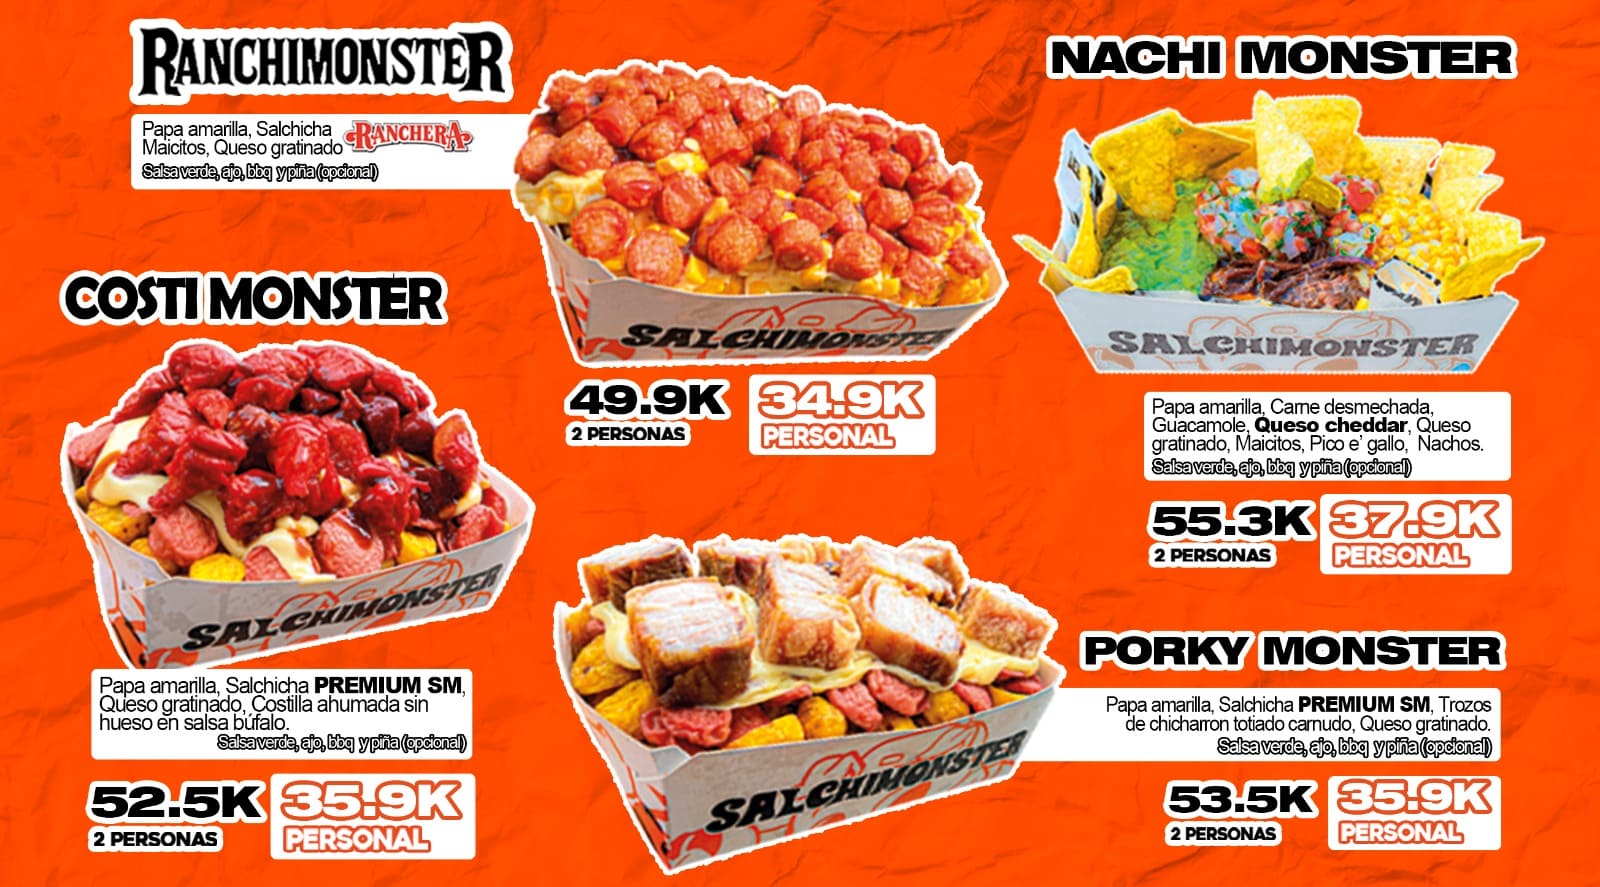 RANCHIMONSTER
Papa amarilla, Salchicha RANCHERA
Maicitos, Queso gratinado
Salsa verde, ajo, bbq y piña (opcional)
SALCHIMONSTER
49.9K
2 PERSONAS
34.9K
PERSONAL
NACHI MONSTER
SALCHIMONSTER
Papa amarilla, Carne desmechada,
Guacamole, Queso cheddar, Queso
gratinado, Maicitos, Pico e' gallo, Nachos.
Salsa verde, ajo, bbq y piña (opcional)
55.3K
2 PERSONAS
37.9K
PERSONAL
COSTI MONSTER
SALCHIMONSTER
Papa amarilla, Salchicha PREMIUM SM,
Queso gratinado, Costilla ahumada sin
hueso en salsa búfalo.
Salsa verde, ajo, bbq y piña (opcional)
52.5K
2 PERSONAS
35.9K
PERSONAL
PORKY MONSTER
SALCHIMONSTER
Papa amarilla, Salchicha PREMIUM SM, Trozos
de chicharron totiado carnudo, Queso gratinado.
Salsa verde, ajo, bbq y piña (opcional)
53.5K
2 PERSONAS
35.9K
PERSONAL